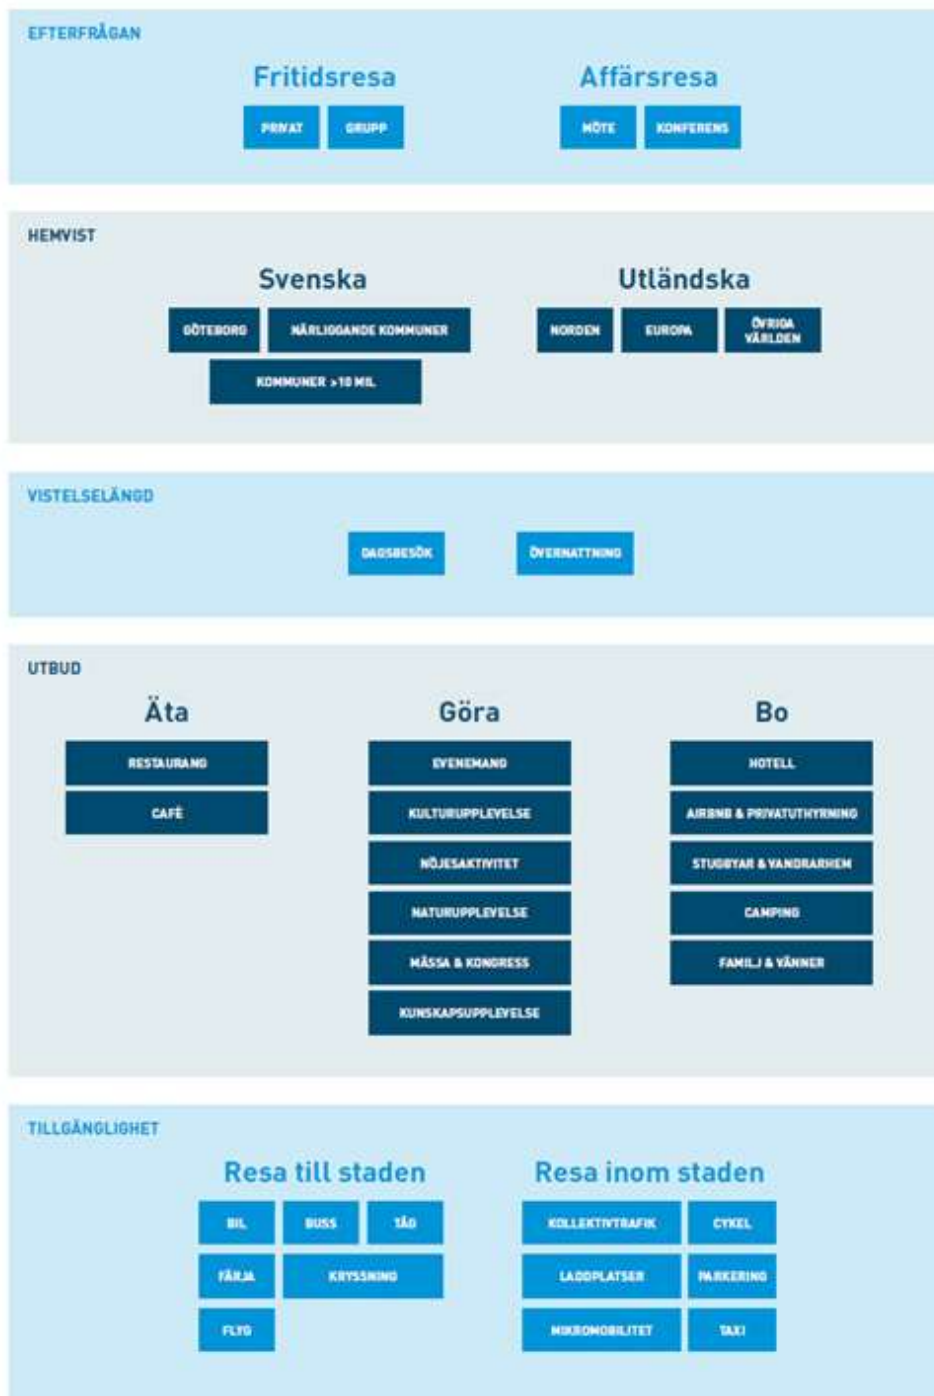 EFTERFRÅGAN
Fritidsresa Affärsresa
PRIVAT GRUPP MÖTE KONFERENS
HEMVIST
Svenska Utländska
GÖTEBORG NÄRLIGGANDE KOMMUNER NORDEN EUROPA ÖVRIGA
VÄRLDEN
KOMMUNER >10 MIL
VISTELSELÄNGD
DAGSBESÖK ÖVERNATTNING
UTBUD
Äta Göra Bo
RESTAURANG EVENEMANG HOTELL
CAFÉ KULTURUPPLEVELSE AIRBNB & PRIVATUTHYRNING
NÖJESAKTIVITET STUGBYAR & VANDRARHEM
NATURUPPLEVELSE CAMPING
MÄSSA & KONGRESS FAMILJ & VÄNNER
KUNSKAPSUPPLEVELSE
TILLGÄNGLIGHET
Resa till staden Resa inom staden
BIL BUSS TÅG KOLLEKTIVTRAFIK CYKEL
FÄRJA KRYSSNING LADDPLATSER PARKERING
FLYG MIKROMOBILITET TAXI